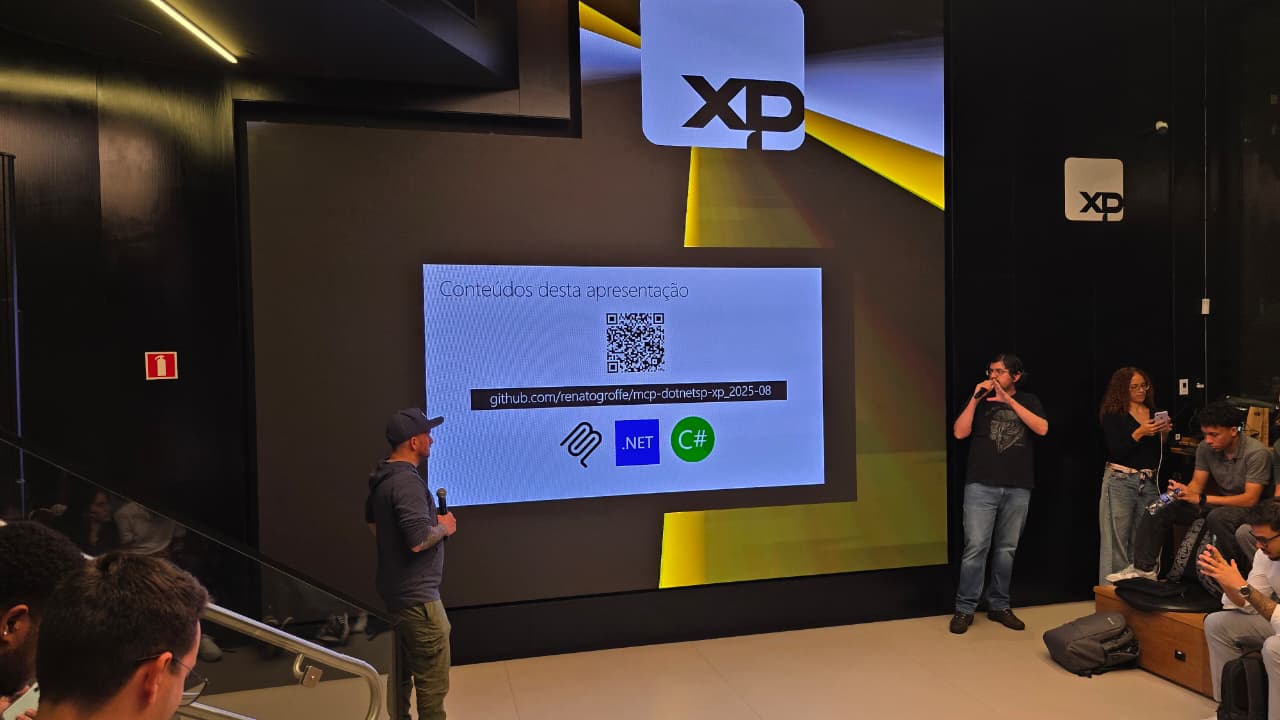 XP
XP
Conteúdos desta apresentação
github.com/renatogroffe/mcp-dotnetsp-xp_2025-08
.NET
C#